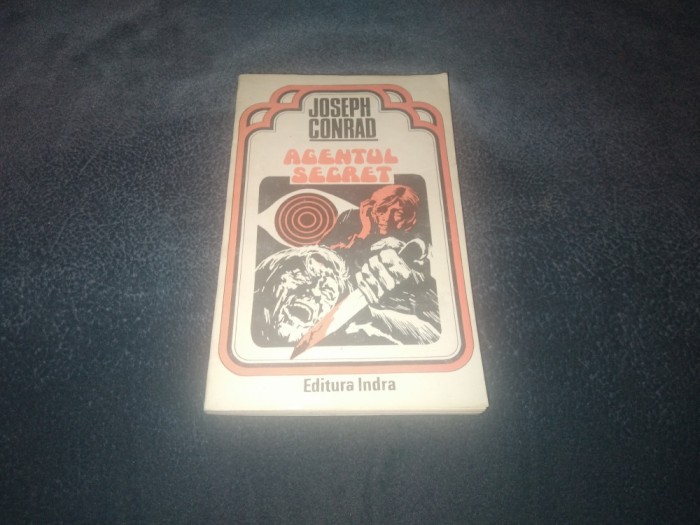 JOSEPH
CONRAD
AGENTUL
SECRET
Editura Indra